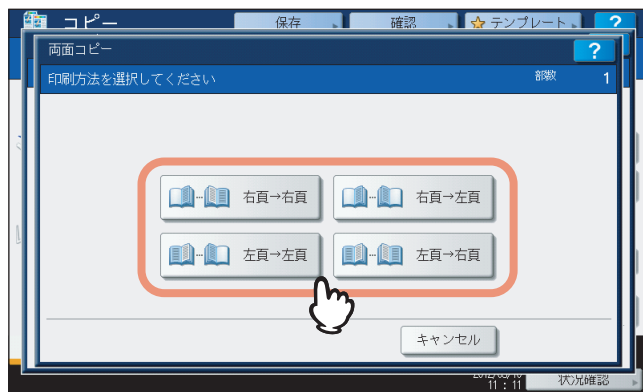 コピー 保存 確認 テンプレート ?
両面コピー ?
印刷方法を選択してください 部数 1
右頁→右頁 右頁→左頁
左頁→左頁 左頁→右頁
キャンセル
11:11 状況確認